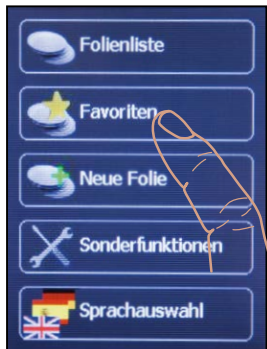 Folienliste
Favoriten
Neue Folie
Sonderfunktionen
Sprachauswahl